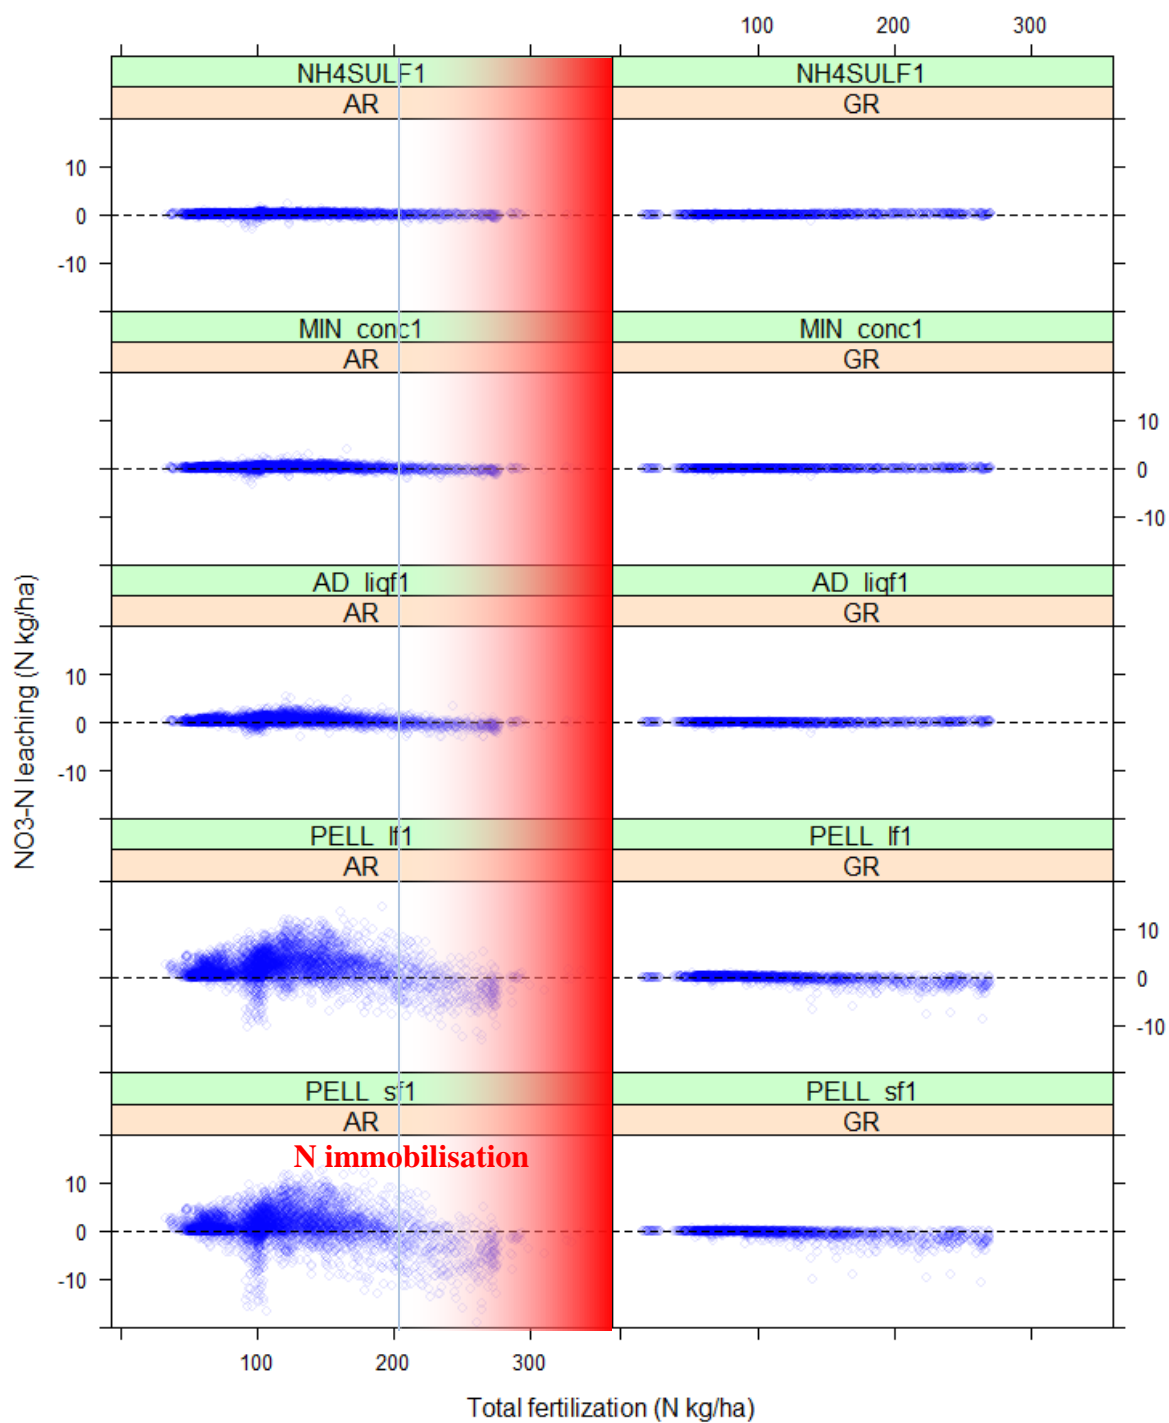 100 200 300
NH4SULF1 NH4SULF1
AR GR
10
0
-10
MIN_conc1 MIN_conc1
AR GR
10
0
-10
AD_liqf1 AD_liqf1
AR GR
10
0
-10
PELL_lf1 PELL_lf1
AR GR
10
0
-10
PELL_sf1 PELL_sf1
AR GR
N immobilisation
10
0
-10
100 200 300
Total fertilization (N kg/ha)
NO3-N leaching (N kg/ha)